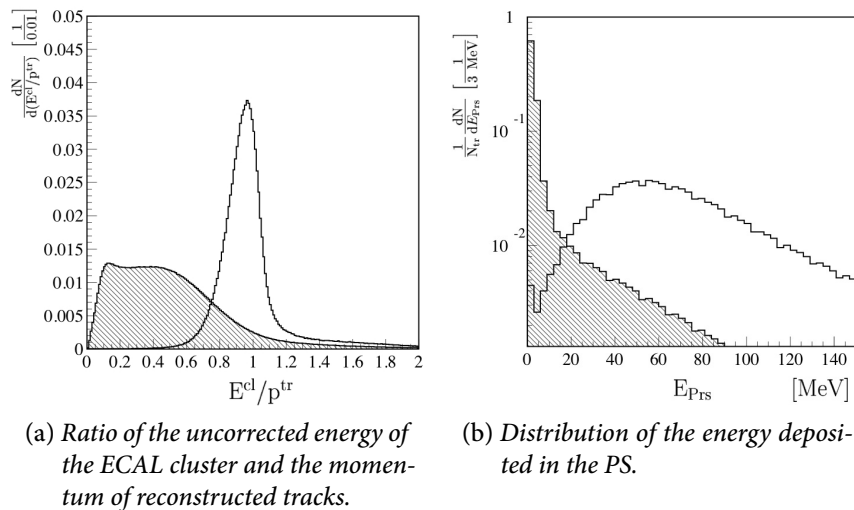 0.05
0.045
0.04
0.035
0.03
0.025
0.02
0.015
0.01
0.005
0
dN
d(E^cl/p^tr)
[1/0.01]
0 0.2 0.4 0.6 0.8 1 1.2 1.4 1.6 1.8 2
E^cl/p^tr
(a) Ratio of the uncorrected energy of
the ECAL cluster and the momen-
tum of reconstructed tracks.
1
10^-1
10^-2
1/N_tr dN/dE_Prs [1/3 MeV]
0 20 40 60 80 100 120 140
E_Prs [MeV]
(b) Distribution of the energy deposi-
ted in the PS.